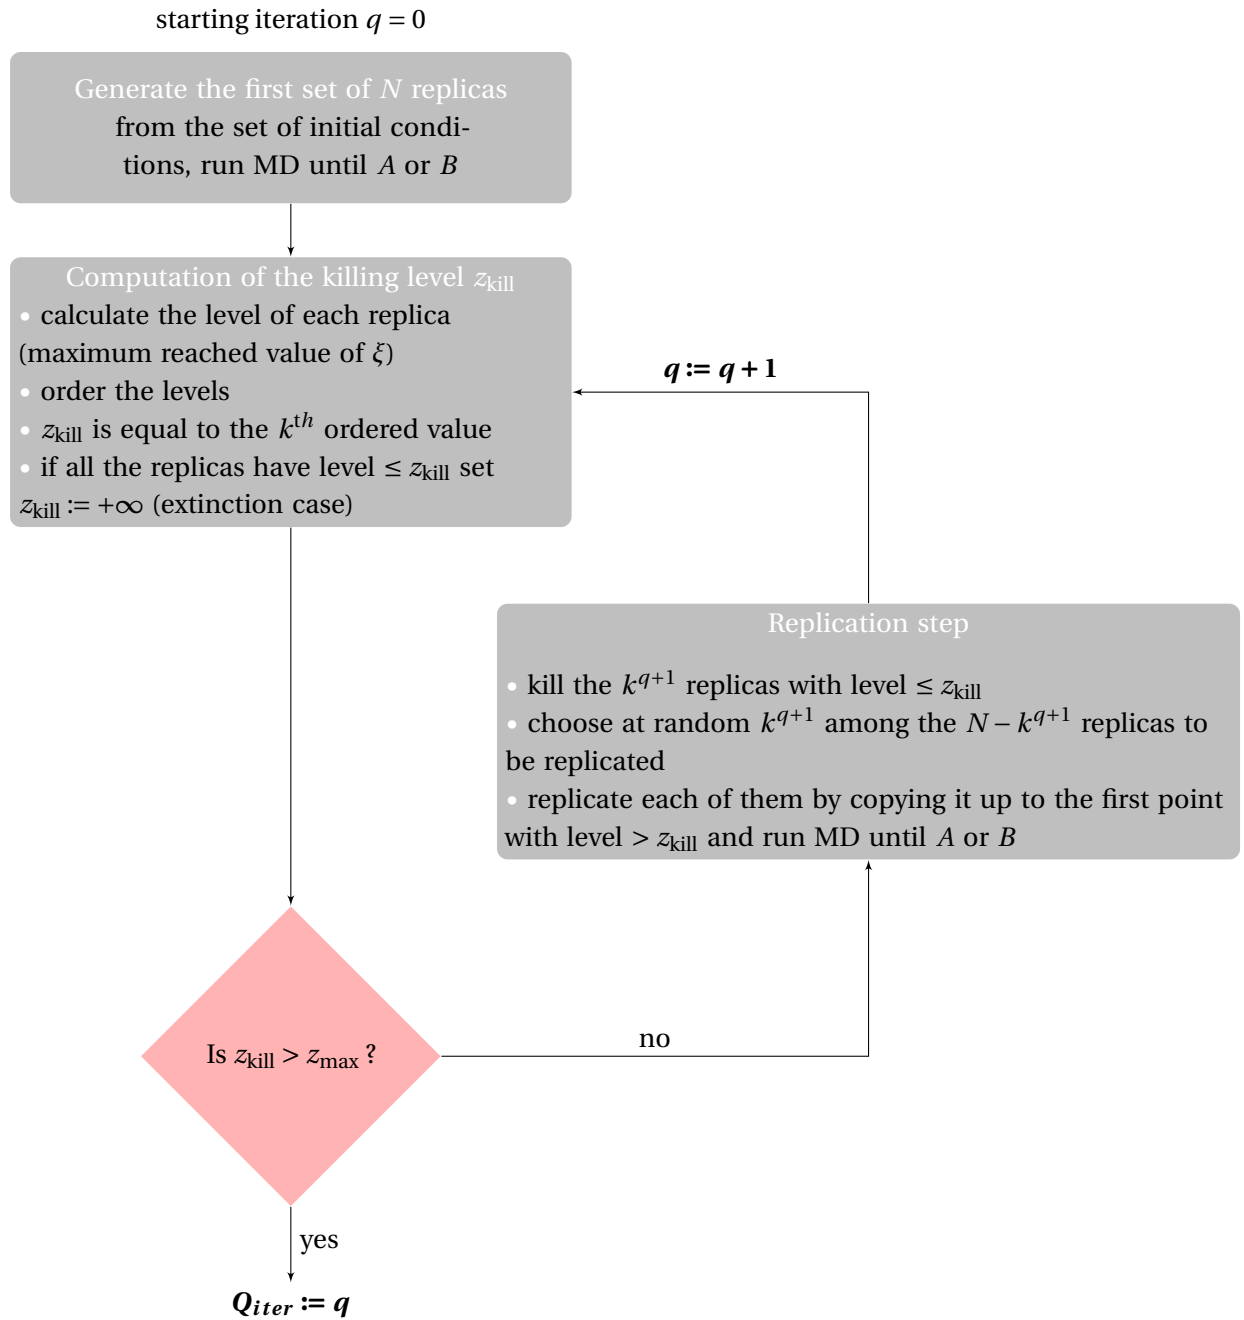 starting iteration q = 0
Generate the first set of N replicas
from the set of initial condi-
tions, run MD until A or B
Computation of the killing level z_kill
• calculate the level of each replica
(maximum reached value of ξ)
• order the levels
• z_kill is equal to the k^th ordered value
• if all the replicas have level ≤ z_kill set
z_kill := +∞ (extinction case)
q := q + 1
Replication step
• kill the k^{q+1} replicas with level ≤ z_kill
• choose at random k^{q+1} among the N − k^{q+1} replicas to
be replicated
• replicate each of them by copying it up to the first point
with level > z_kill and run MD until A or B
Is z_kill > z_max ?
no
yes
Q_iter := q